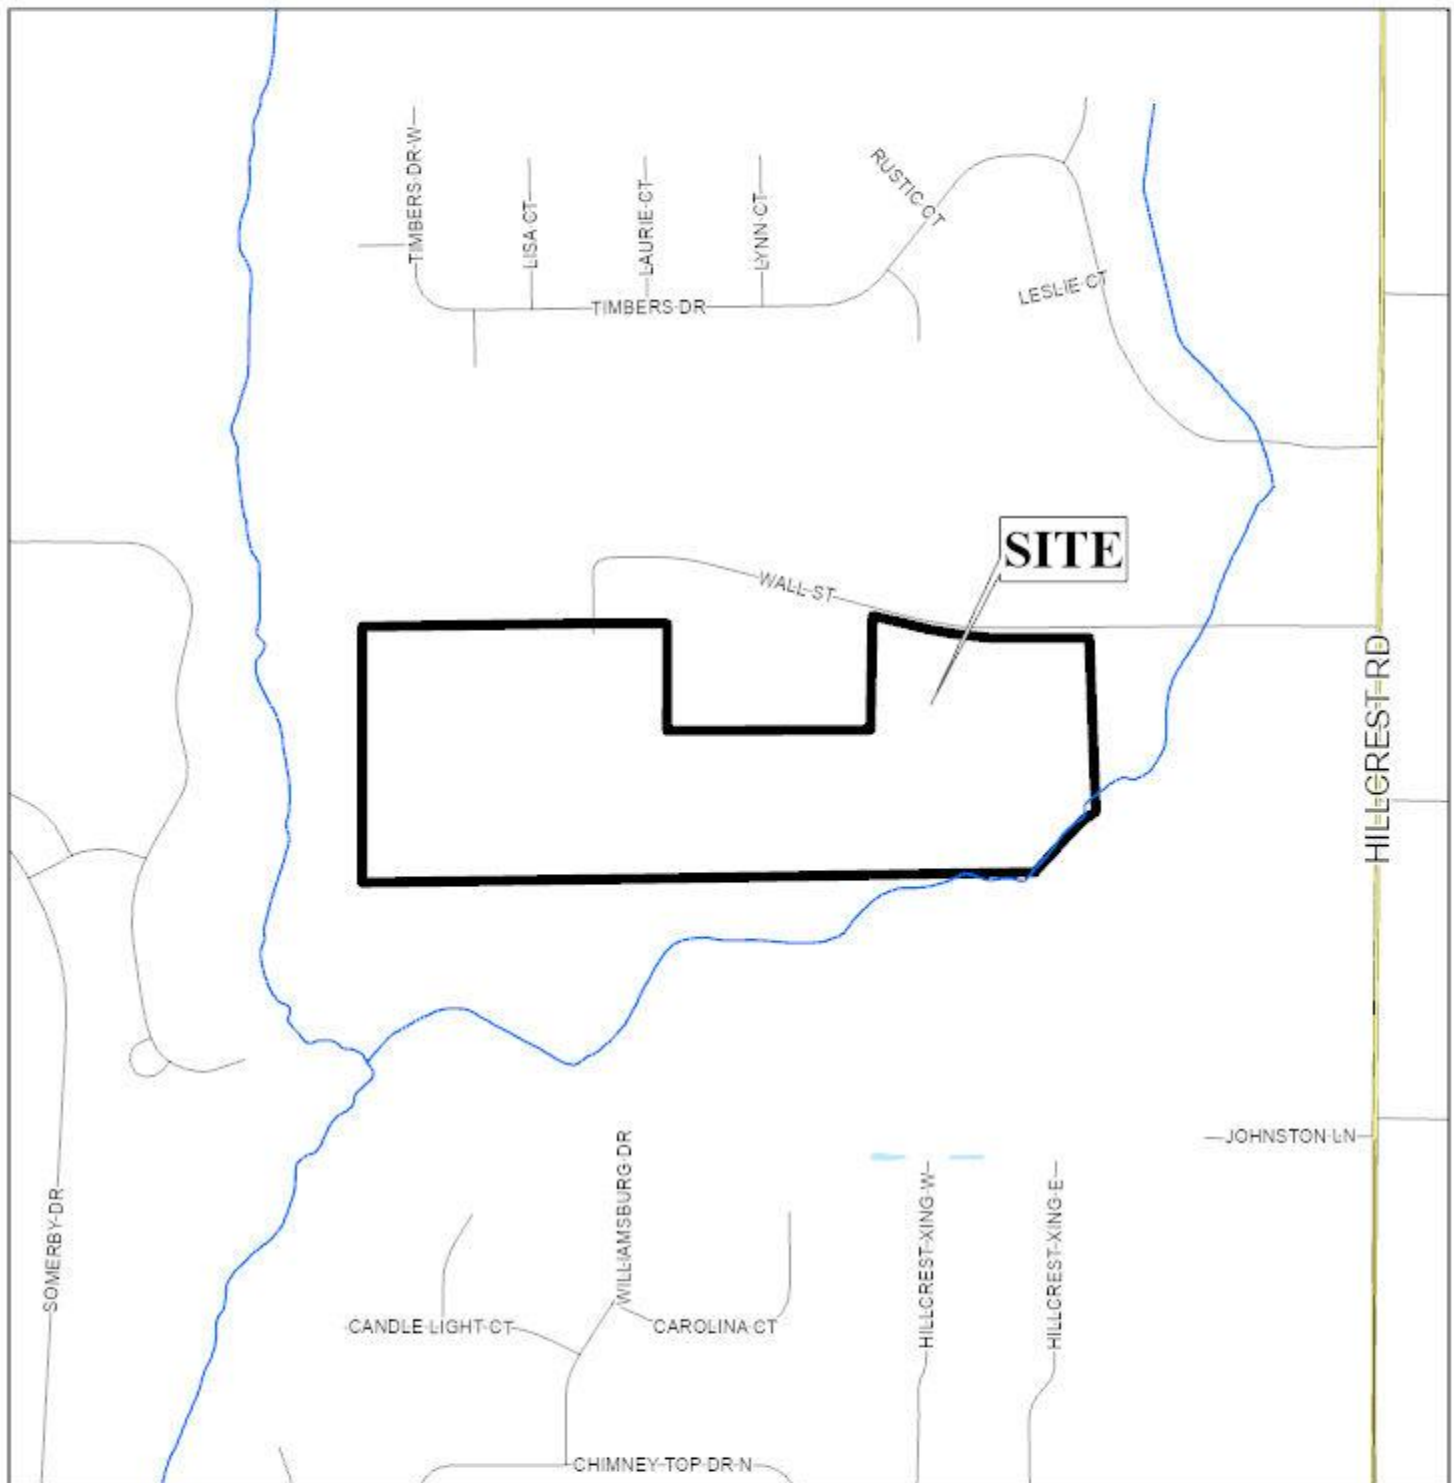 TIMBERS DR W
LISA CT
LAURIE CT
LYNN CT
RUSTIC CT
LESLIE CT
TIMBERS DR
SITE
WALL ST
HILLCREST RD
JOHNSTON LN
WILLIAMSBURG DR
HILLCREST XING W
HILLCREST XING E
SOMERBY DR
CANDLE LIGHT CT
CAROLINA CT
CHIMNEY TOP DR N